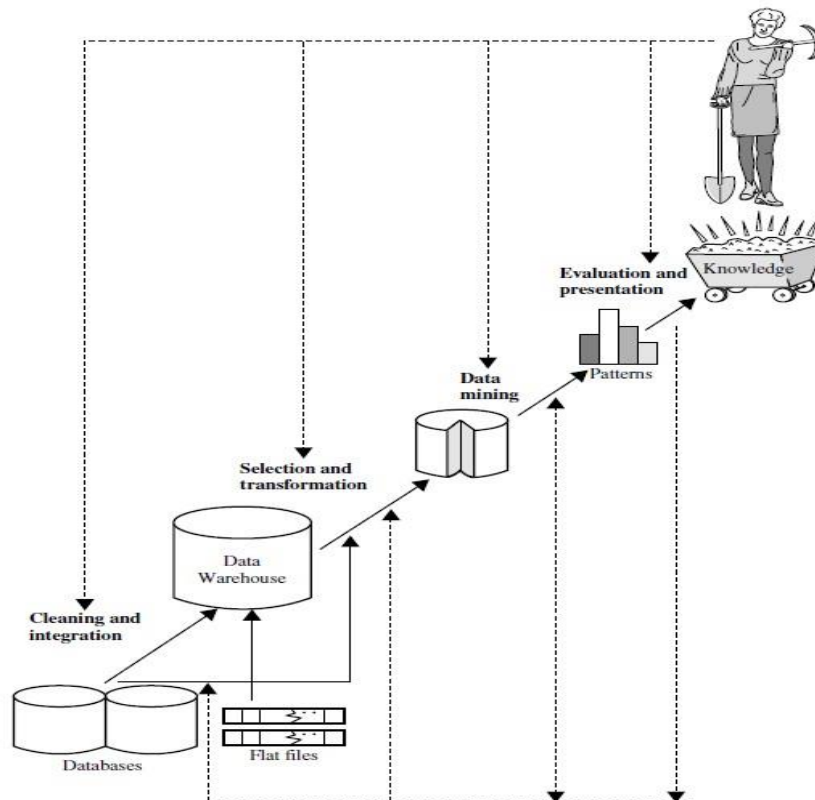 Evaluation and
presentation
Knowledge
Patterns
Data
mining
Selection and
transformation
Data
Warehouse
Cleaning and
integration
Flat files
Databases